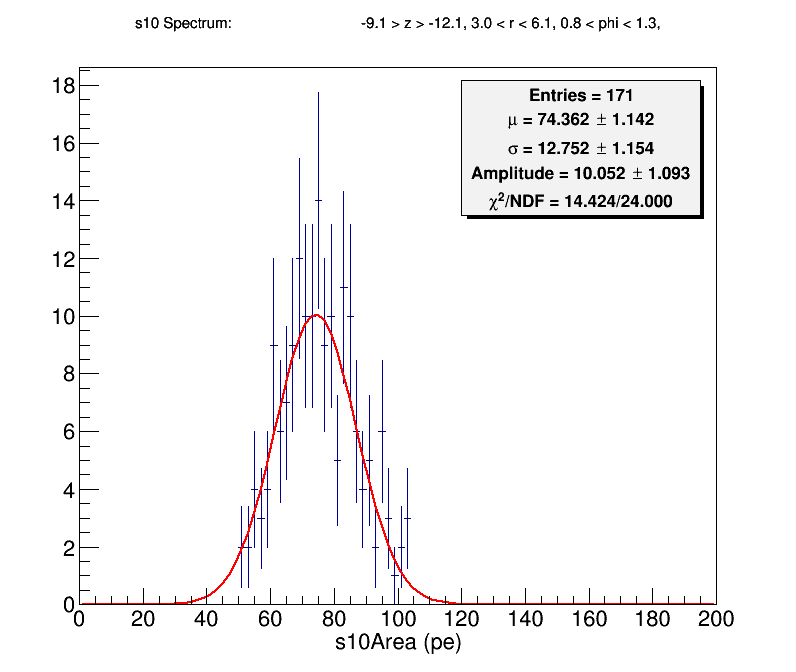 s10 Spectrum: -9.1 > z > -12.1, 3.0 < r < 6.1, 0.8 < phi < 1.3,
Entries = 171
μ = 74.362 ± 1.142
σ = 12.752 ± 1.154
Amplitude = 10.052 ± 1.093
χ²/NDF = 14.424/24.000
18
16
14
12
10
8
6
4
2
0
0 20 40 60 80 100 120 140 160 180 200
s10Area (pe)